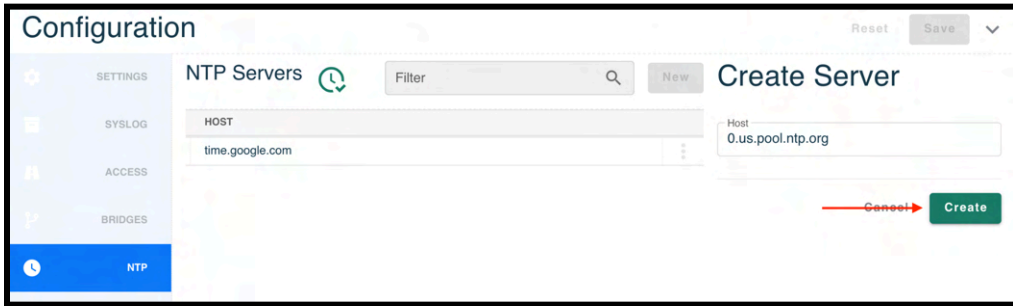 Configuration
Reset Save
SETTINGS
SYSLOG
ACCESS
BRIDGES
NTP
NTP Servers
Filter
New
HOST
time.google.com
Create Server
Host
0.us.pool.ntp.org
Cancel Create